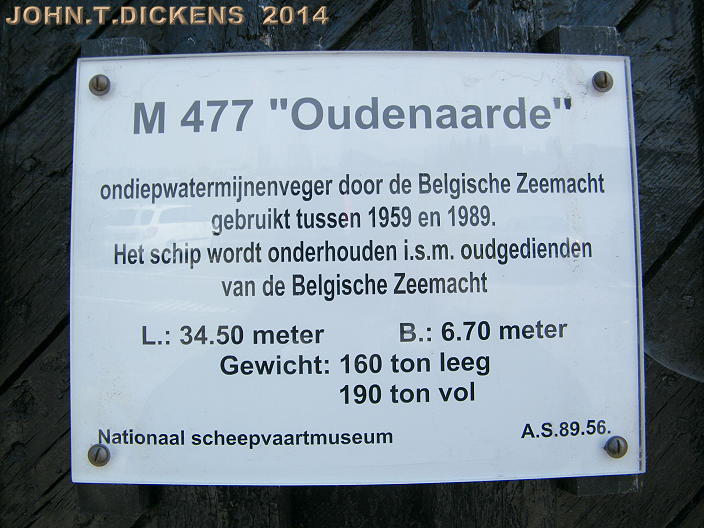 JOHN.T.DICKENS 2014
M 477 "Oudenaarde"
ondiepwatermijnenveger door de Belgische Zeemacht
gebruikt tussen 1959 en 1989.
Het schip wordt onderhouden i.s.m. oudgedienden
van de Belgische Zeemacht
L.: 34.50 meter B.: 6.70 meter
Gewicht: 160 ton leeg
190 ton vol
Nationaal scheepvaartmuseum A.S.89.56.